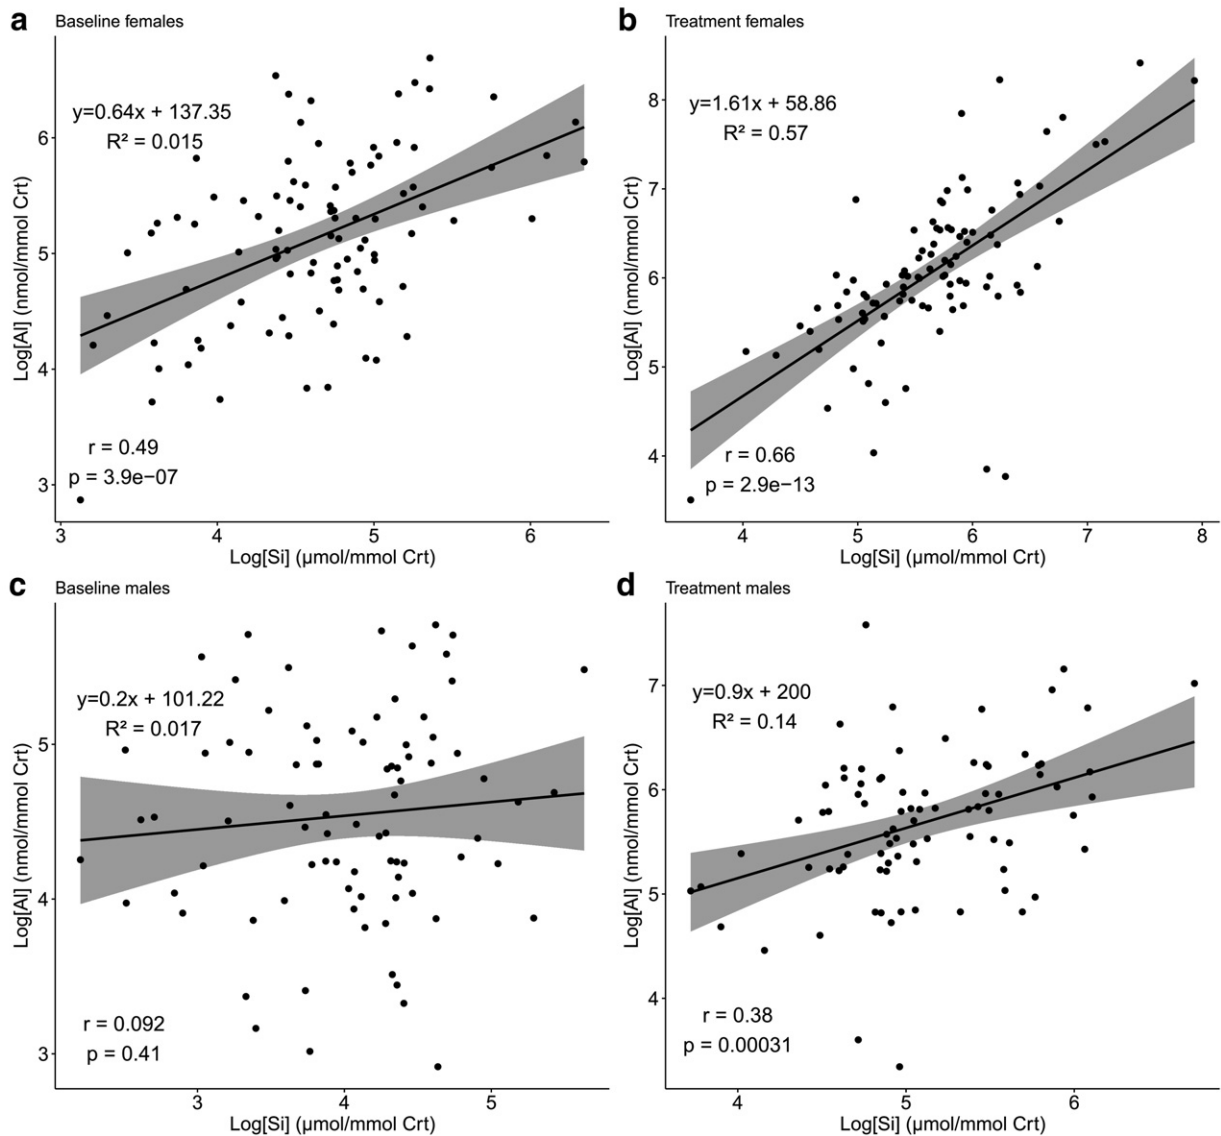 a Baseline females
y=0.64x + 137.35
R² = 0.015
r = 0.49
p = 3.9e−07
Log[Al] (nmol/mmol Crt)
6
5
4
3
3 4 5 6
Log[Si] (μmol/mmol Crt)
b Treatment females
y=1.61x + 58.86
R² = 0.57
r = 0.66
p = 2.9e−13
Log[Al] (nmol/mmol Crt)
8
7
6
5
4
4 5 6 7 8
Log[Si] (μmol/mmol Crt)
c Baseline males
y=0.2x + 101.22
R² = 0.017
r = 0.092
p = 0.41
Log[Al] (nmol/mmol Crt)
5
4
3
3 4 5
Log[Si] (μmol/mmol Crt)
d Treatment males
y=0.9x + 200
R² = 0.14
r = 0.38
p = 0.00031
Log[Al] (nmol/mmol Crt)
7
6
5
4
4 5 6
Log[Si] (μmol/mmol Crt)